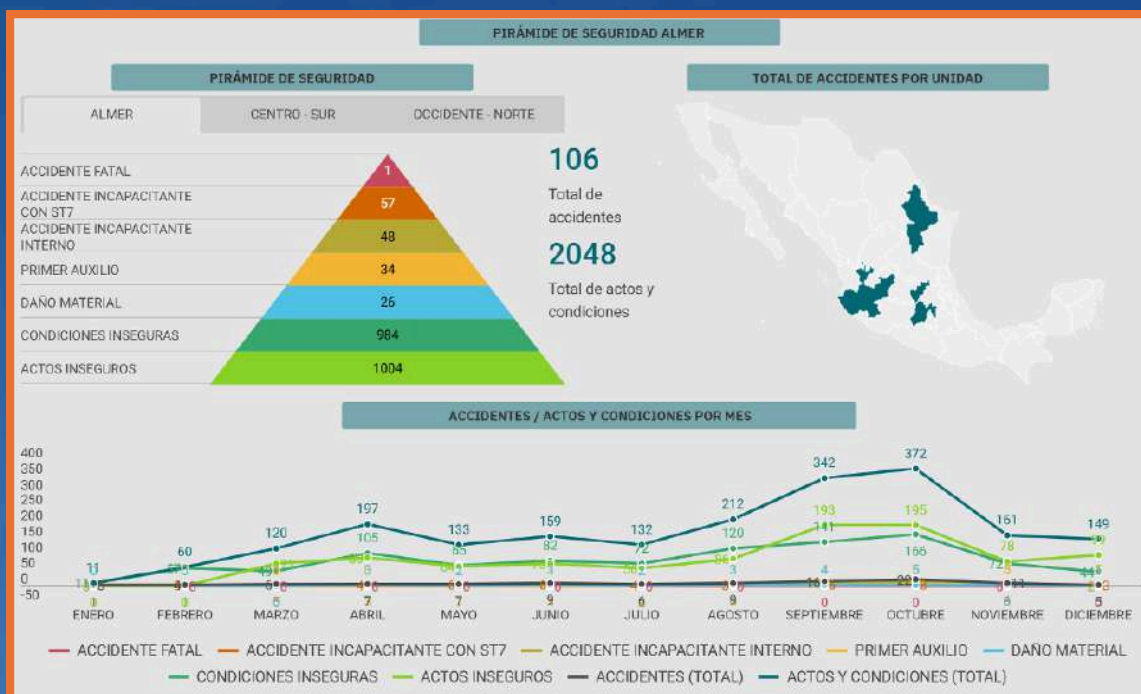 PIRÁMIDE DE SEGURIDAD ALMER
PIRÁMIDE DE SEGURIDAD
TOTAL DE ACCIDENTES POR UNIDAD
ALMER
CENTRO - SUR
OCCIDENTE - NORTE
ACCIDENTE FATAL
1
ACCIDENTE INCAPACITANTE
CON ST7
57
ACCIDENTE INCAPACITANTE
INTERNO
48
PRIMER AUXILIO
34
DAÑO MATERIAL
26
CONDICIONES INSEGURAS
984
ACTOS INSEGUROS
1004
106
Total de
accidentes
2048
Total de actos y
condiciones
ACCIDENTES / ACTOS Y CONDICIONES POR MES
400
350
300
250
200
150
100
50
0
-50
11
60
120
197
133
159
132
212
342
372
161
149
105
82
72
120
141
166
193
195
78
ENERO
FEBRERO
MARZO
ABRIL
MAYO
JUNIO
JULIO
AGOSTO
SEPTIEMBRE
OCTUBRE
NOVIEMBRE
DICIEMBRE
ACCIDENTE FATAL
ACCIDENTE INCAPACITANTE CON ST7
ACCIDENTE INCAPACITANTE INTERNO
PRIMER AUXILIO
DAÑO MATERIAL
CONDICIONES INSEGURAS
ACTOS INSEGUROS
ACCIDENTES (TOTAL)
ACTOS Y CONDICIONES (TOTAL)